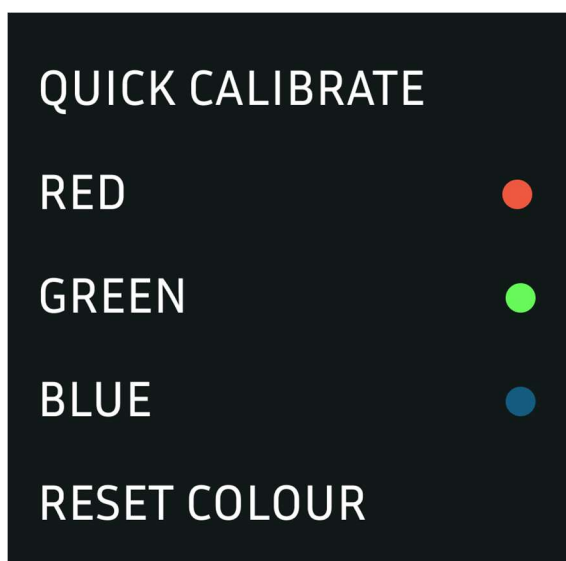 QUICK CALIBRATE
RED
GREEN
BLUE
RESET COLOUR